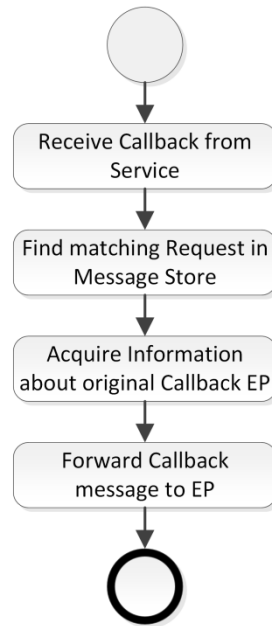 Receive Callback from
Service
Find matching Request in
Message Store
Acquire Information
about original Callback EP
Forward Callback
message to EP